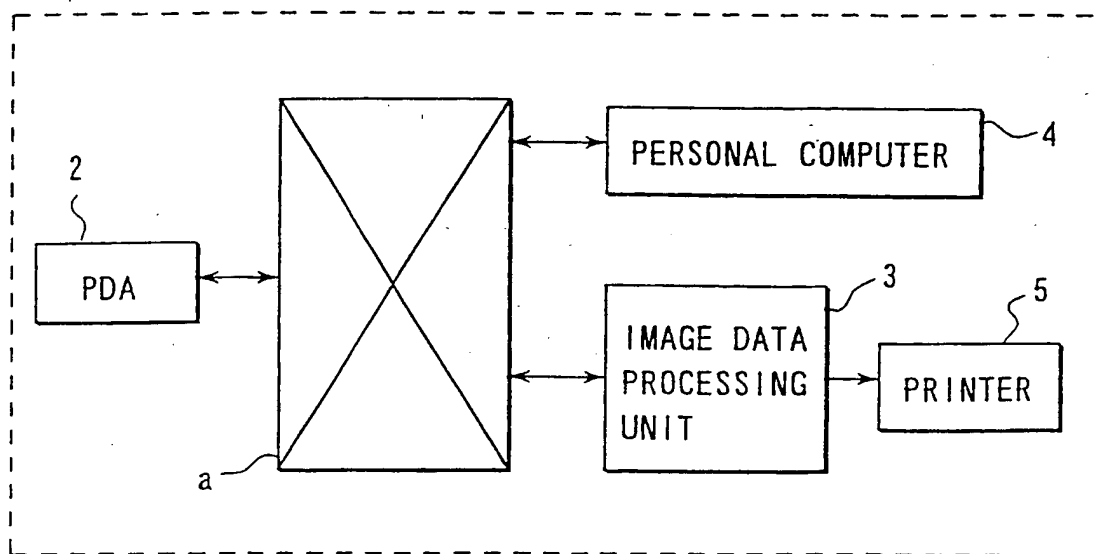 2
PDA
a
PERSONAL COMPUTER
4
3
IMAGE DATA
PROCESSING
UNIT
5
PRINTER